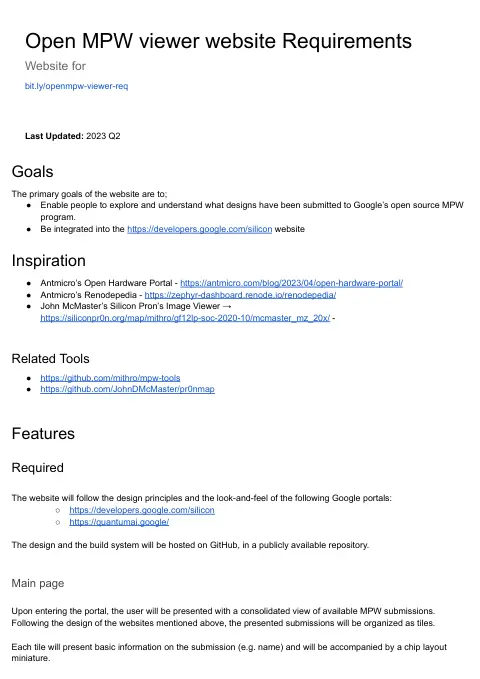 Open MPW viewer website Requirements
Website for
bit.ly/openmpw-viewer-req
Last Updated: 2023 Q2
Goals
The primary goals of the website are to;
● Enable people to explore and understand what designs have been submitted to Google's open source MPW
program.
● Be integrated into the https://developers.google.com/silicon website
Inspiration
● Antmicro's Open Hardware Portal - https://antmicro.com/blog/2023/04/open-hardware-portal/
● Antmicro's Renodepedia - https://zephyr-dashboard.renode.io/renodepedia/
● John McMaster's Silicon Pron's Image Viewer →
https://siliconpr0n.org/map/mithro/gf12lp-soc-2020-10/mcmaster_mz_20x/ -
Related Tools
● https://github.com/mithro/mpw-tools
● https://github.com/JohnDMcMaster/pr0nmap
Features
Required
The website will follow the design principles and the look-and-feel of the following Google portals:
○ https://developers.google.com/silicon
○ https://quantumai.google/
The design and the build system will be hosted on GitHub, in a publicly available repository.
Main page
Upon entering the portal, the user will be presented with a consolidated view of available MPW submissions.
Following the design of the websites mentioned above, the presented submissions will be organized as tiles.
Each tile will present basic information on the submission (e.g. name) and will be accompanied by a chip layout
miniature.